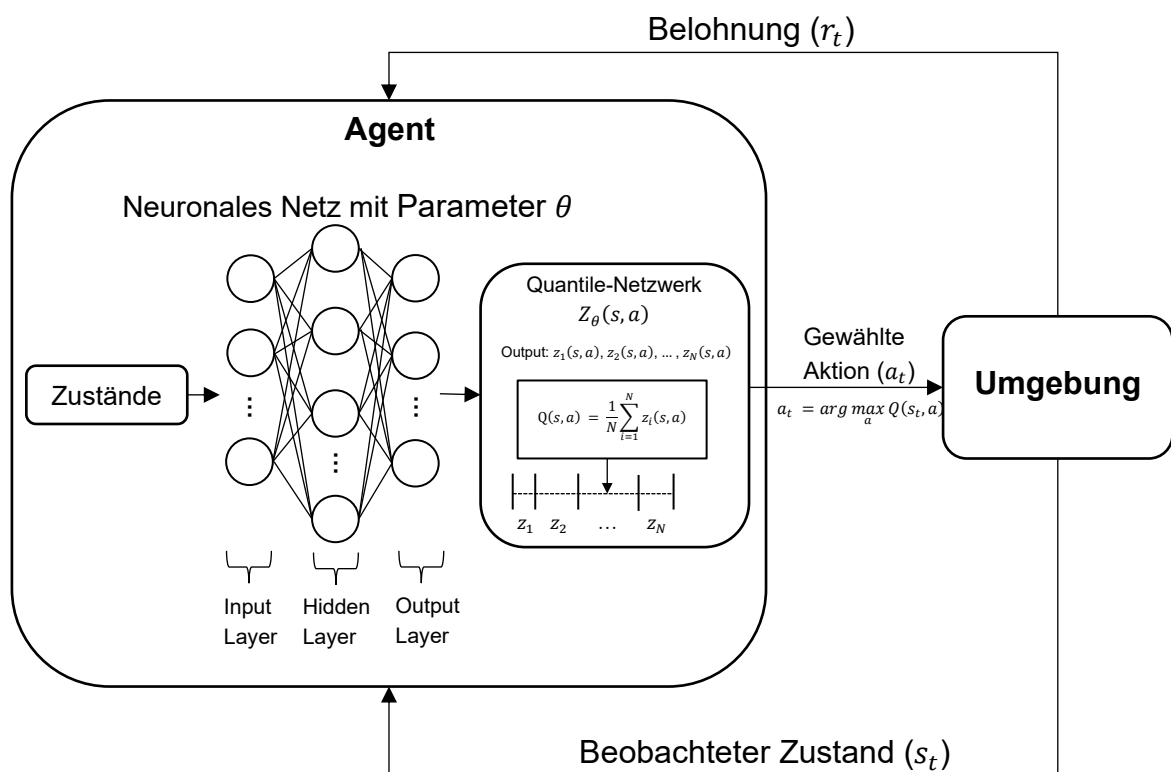 Belohnung (r_t)
Agent
Neuronales Netz mit Parameter θ
Quantile-Netzwerk
Z_θ(s, a)
Output: z_1(s, a), z_2(s, a), … , z_N(s, a)
Q(s, a) = \frac{1}{N} \sum_{i=1}^{N} z_i(s, a)
z_1 z_2 … z_N
Zustände
Input
Layer
Hidden
Layer
Output
Layer
Gewählte
Aktion (a_t)
a_t = arg max_a Q(s_t, a)
Umgebung
Beobachteter Zustand (s_t)